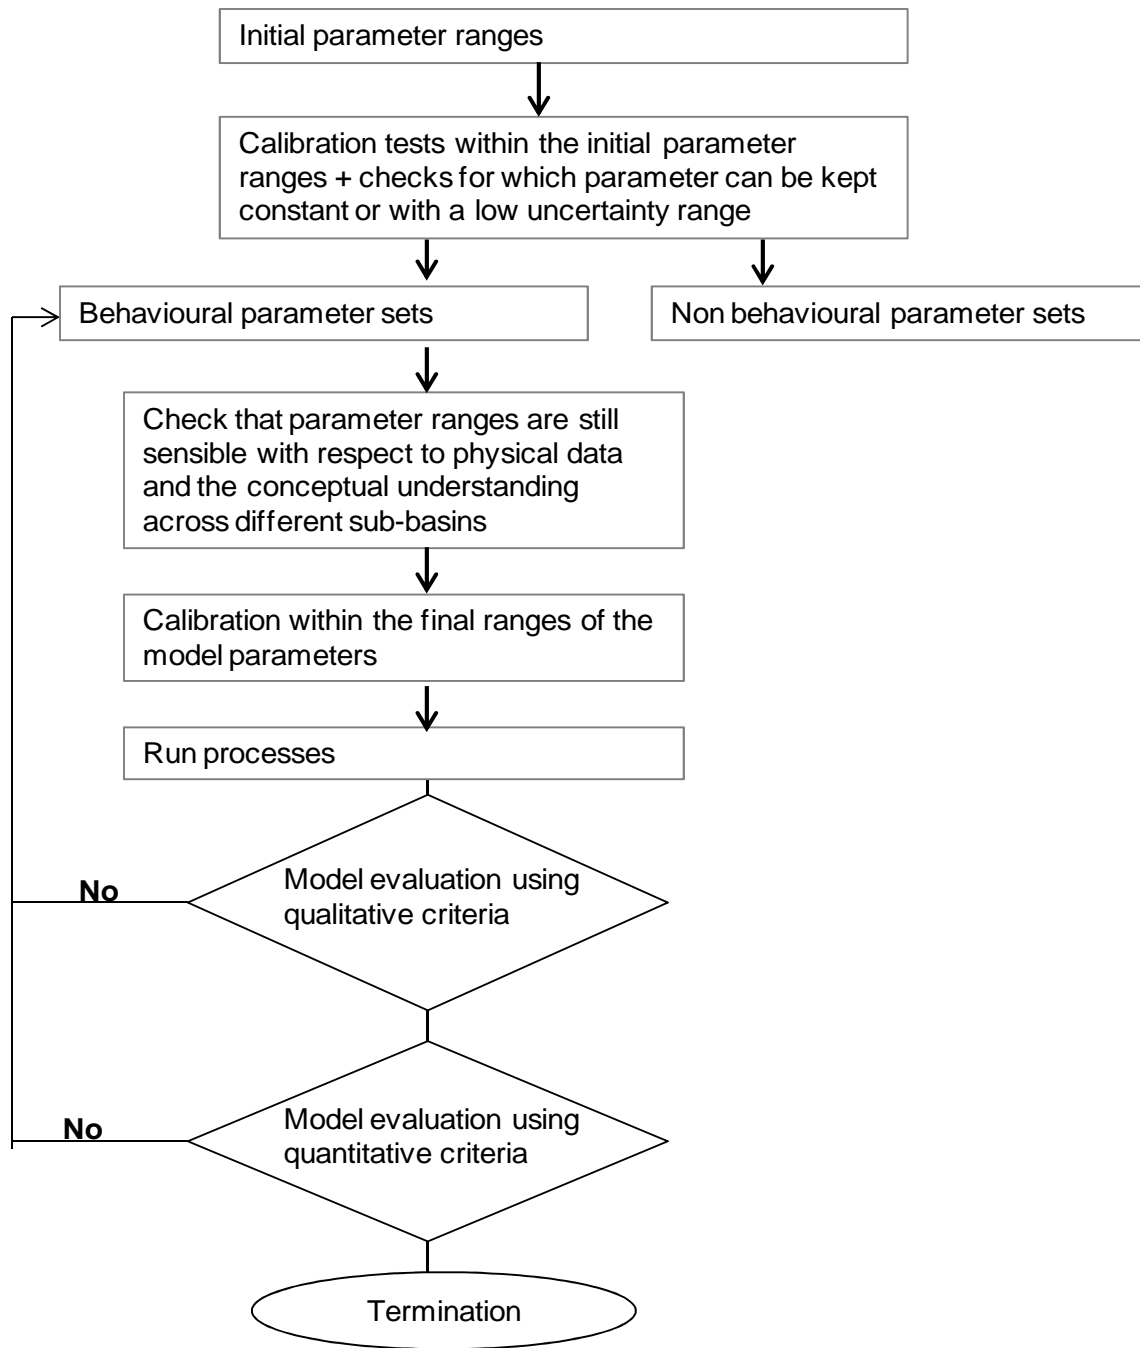 Initial parameter ranges
Calibration tests within the initial parameter
ranges + checks for which parameter can be kept
constant or with a low uncertainty range
Behavioural parameter sets
Non behavioural parameter sets
Check that parameter ranges are still
sensible with respect to physical data
and the conceptual understanding
across different sub-basins
Calibration within the final ranges of the
model parameters
Run processes
Model evaluation using
qualitative criteria
No
Model evaluation using
quantitative criteria
No
Termination